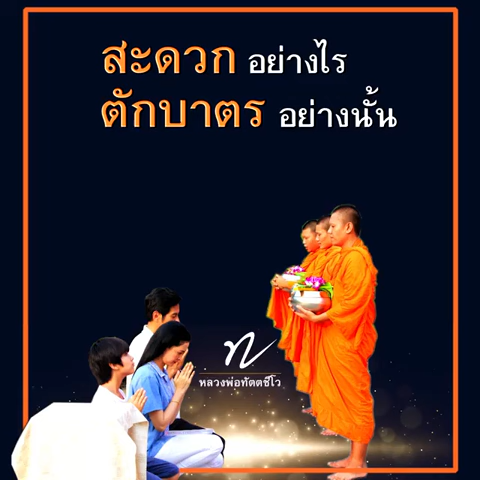 สะดวก อย่างไร
ตักบาตร อย่างนั้น
ท
หลวงพ่อทัตตชีโว